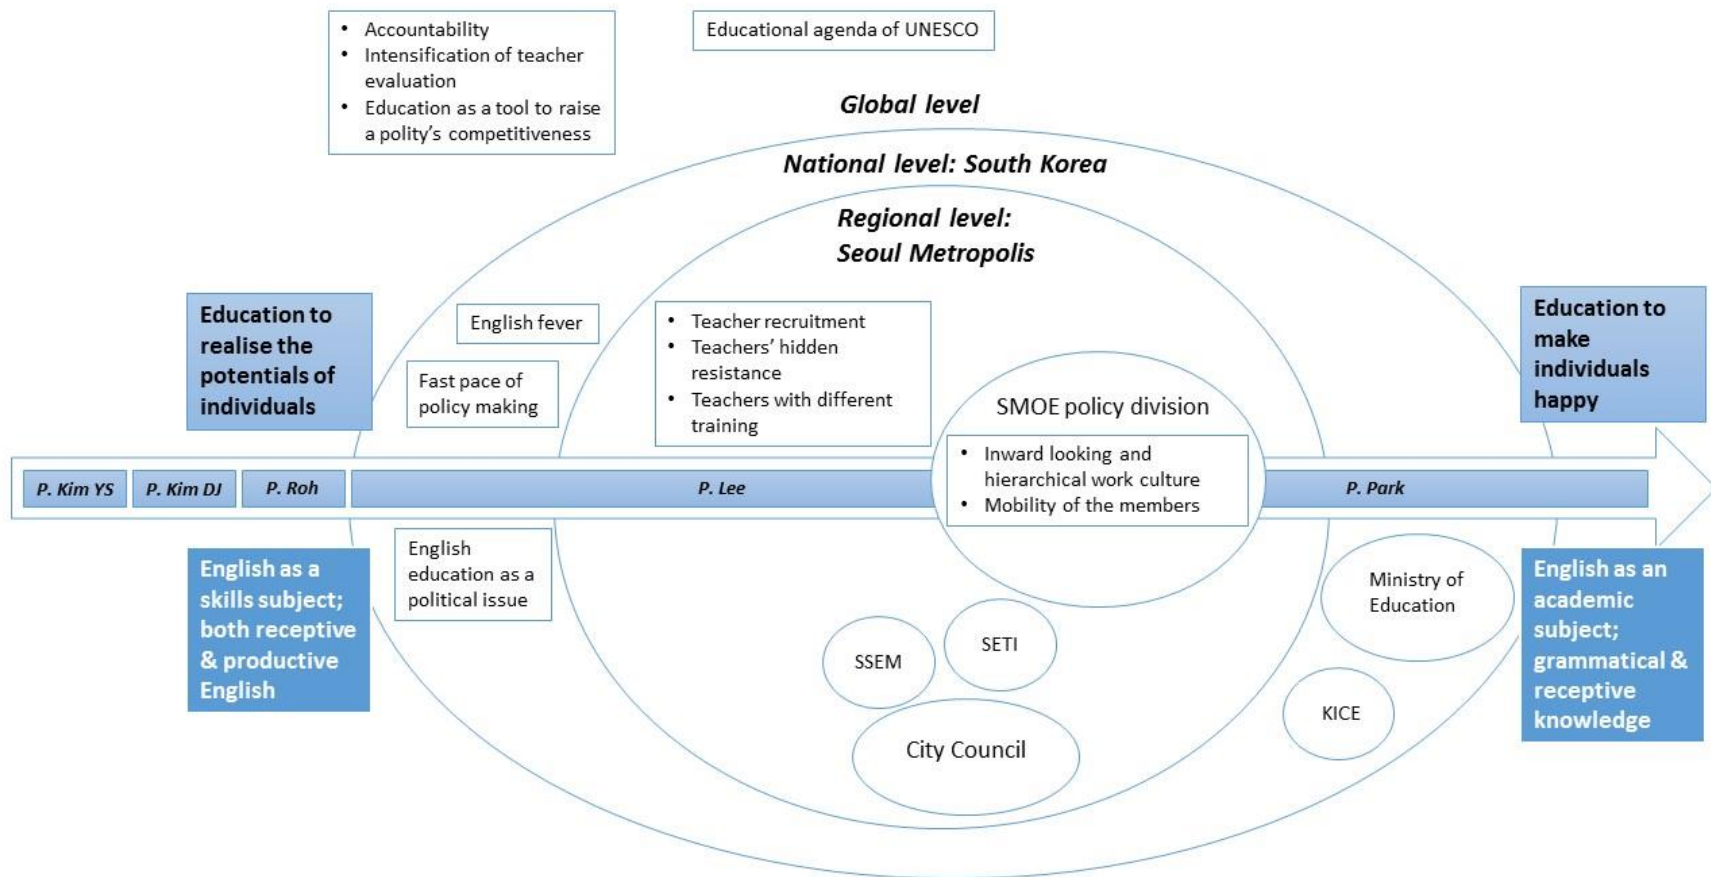 • Accountability
• Intensification of teacher
evaluation
• Education as a tool to raise
a polity's competitiveness
Educational agenda of UNESCO
Global level
National level: South Korea
Regional level:
Seoul Metropolis
Education to
realise the
potentials of
individuals
English fever
Fast pace of
policy making
• Teacher recruitment
• Teachers' hidden
resistance
• Teachers with different
training
SMOE policy division
• Inward looking and
hierarchical work culture
• Mobility of the members
Education to
make
individuals
happy
P. Kim YS
P. Kim DJ
P. Roh
P. Lee
P. Park
English as a
skills subject;
both receptive
& productive
English
English
education as a
political issue
SSEM
SETI
City Council
Ministry of
Education
KICE
English as an
academic
subject;
grammatical &
receptive
knowledge